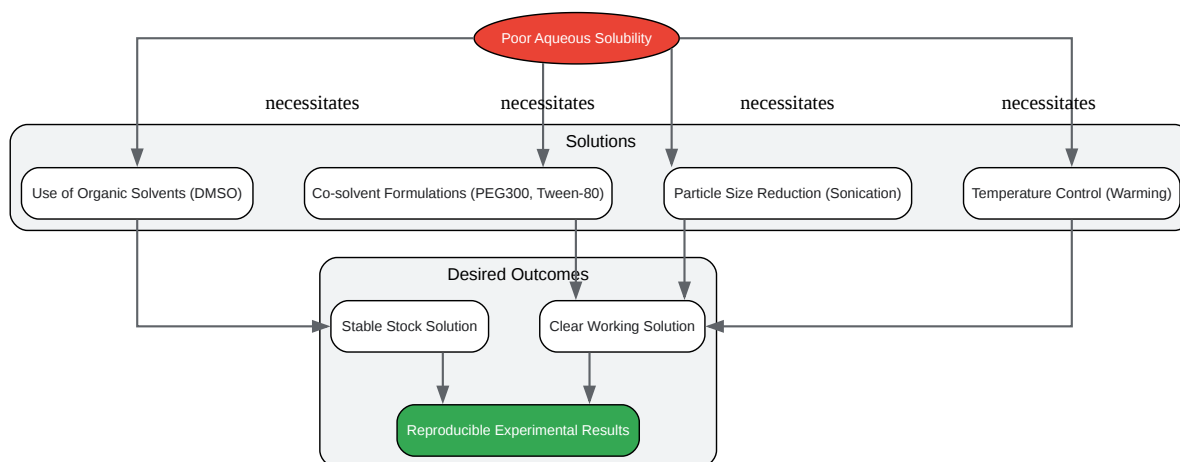 Poor Aqueous Solubility
necessitates
necessitates
necessitates
necessitates
Solutions
Use of Organic Solvents (DMSO)
Co-solvent Formulations (PEG300, Tween-80)
Particle Size Reduction (Sonication)
Temperature Control (Warming)
Desired Outcomes
Stable Stock Solution
Clear Working Solution
Reproducible Experimental Results